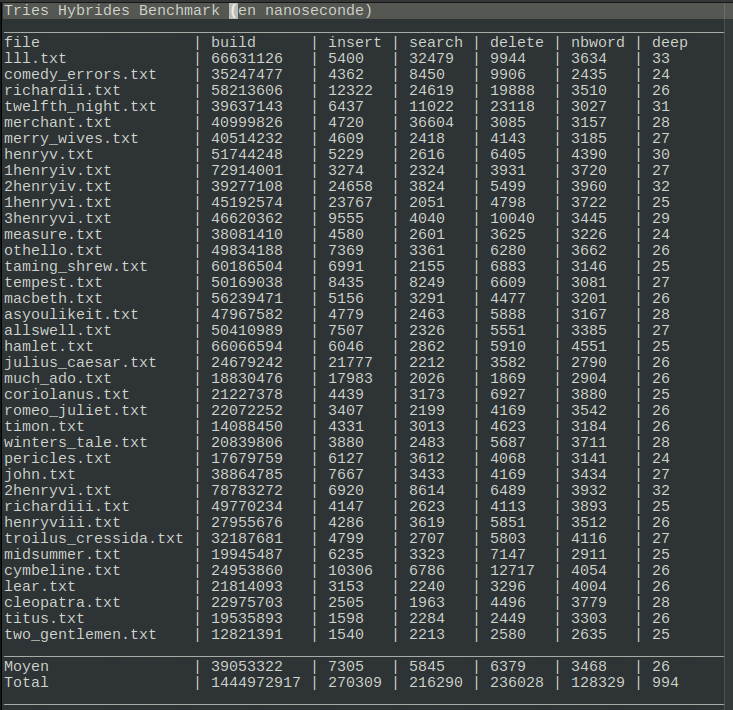 Tries Hybrides Benchmark (en nanoseconde)
file | build | insert | search | delete | nbword | deep
lll.txt | 66631126 | 5400 | 32479 | 9944 | 3634 | 33
comedy_errors.txt | 35247477 | 4362 | 8450 | 9906 | 2435 | 24
richardii.txt | 58213606 | 12322 | 24619 | 19888 | 3510 | 26
twelfth_night.txt | 39637143 | 6437 | 11022 | 23118 | 3027 | 31
merchant.txt | 40999826 | 4720 | 36604 | 3085 | 3157 | 28
merry_wives.txt | 40514232 | 4609 | 2418 | 4143 | 3185 | 27
henryv.txt | 51744248 | 5229 | 2616 | 6405 | 4390 | 30
1henryiv.txt | 72914001 | 3274 | 2324 | 3931 | 3720 | 27
2henryiv.txt | 39277108 | 24658 | 3824 | 5499 | 3960 | 32
1henryvi.txt | 45192574 | 23767 | 2051 | 4798 | 3722 | 25
3henryvi.txt | 46620362 | 9555 | 4040 | 10040 | 3445 | 29
measure.txt | 38081410 | 4580 | 2601 | 3625 | 3226 | 24
othello.txt | 49834188 | 7369 | 3361 | 6280 | 3662 | 26
taming_shrew.txt | 60186504 | 6991 | 2155 | 6883 | 3146 | 25
tempest.txt | 50169038 | 8435 | 8249 | 6609 | 3081 | 27
macbeth.txt | 56239471 | 5156 | 3291 | 4477 | 3201 | 26
asyoulikeit.txt | 47967582 | 4779 | 2463 | 5888 | 3167 | 28
allswell.txt | 50410989 | 7507 | 2326 | 5551 | 3385 | 27
hamlet.txt | 66066594 | 6046 | 2862 | 5910 | 4551 | 25
julius_caesar.txt | 24679242 | 21777 | 2212 | 3582 | 2790 | 26
much_ado.txt | 18830476 | 17983 | 2026 | 1869 | 2904 | 26
coriolanus.txt | 21227378 | 4439 | 3173 | 6927 | 3880 | 25
romeo_juliet.txt | 22072252 | 3407 | 2199 | 4169 | 3542 | 26
timon.txt | 14088450 | 4331 | 3013 | 4623 | 3184 | 26
winters_tale.txt | 20839806 | 3880 | 2483 | 5687 | 3711 | 28
pericles.txt | 17679759 | 6127 | 3612 | 4068 | 3141 | 24
john.txt | 38864785 | 7667 | 3433 | 4169 | 3434 | 27
2henryvi.txt | 78783272 | 6920 | 8614 | 6489 | 3932 | 32
richardiii.txt | 49770234 | 4147 | 2623 | 4113 | 3893 | 25
henryviii.txt | 27955676 | 4286 | 3619 | 5851 | 3512 | 26
troilus_cressida.txt | 32187681 | 4799 | 2707 | 5803 | 4116 | 27
midsummer.txt | 19945487 | 6235 | 3323 | 7147 | 2911 | 25
cymbeline.txt | 24953860 | 10306 | 6786 | 12717 | 4054 | 26
lear.txt | 21814093 | 3153 | 2240 | 3296 | 4004 | 26
cleopatra.txt | 22975703 | 2505 | 1963 | 4496 | 3779 | 28
titus.txt | 19535893 | 1598 | 2284 | 2449 | 3303 | 26
two_gentlemen.txt | 12821391 | 1540 | 2213 | 2580 | 2635 | 25
Moyen | 39053322 | 7305 | 5845 | 6379 | 3468 | 26
Total | 1444972917 | 270309 | 216290 | 236028 | 128329 | 994